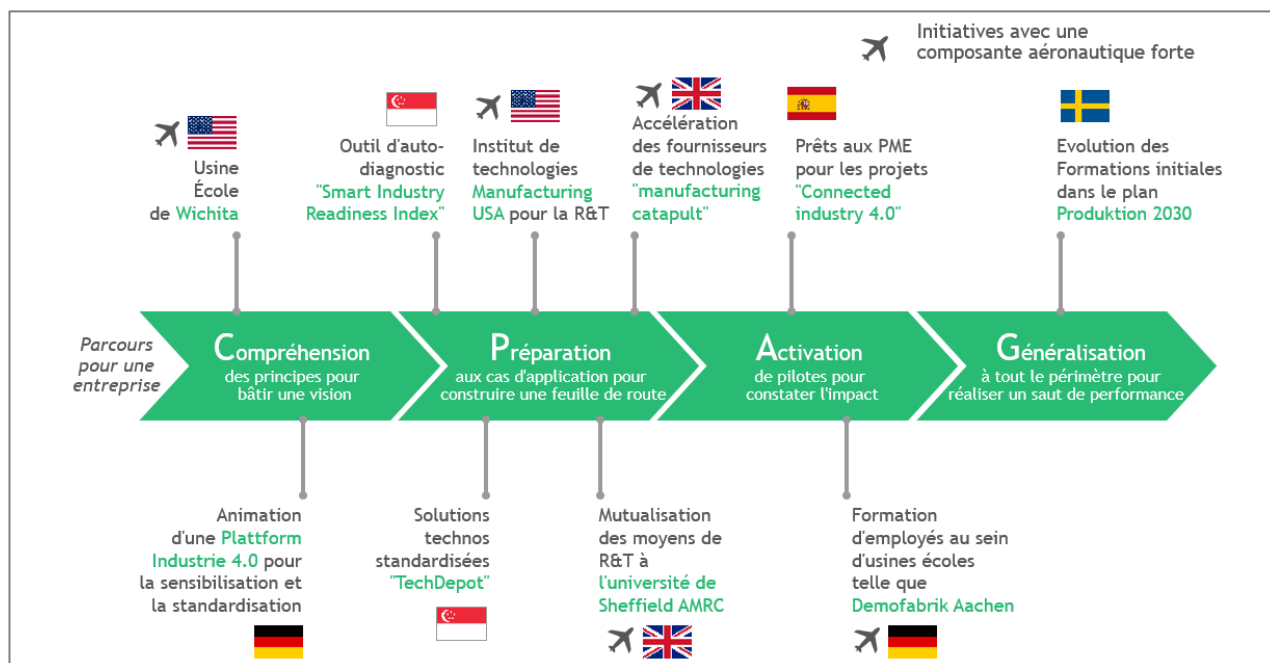 Initiatives avec une
composante aéronautique forte
Usine
École
de Wichita
Outil d'auto-
diagnostic
"Smart Industry
Readiness Index"
Institut de
technologies
Manufacturing
USA pour la R&T
Accélération
des fournisseurs
de technologies
"manufacturing
catapult"
Prêts aux PME
pour les projets
"Connected
industry 4.0"
Evolution des
Formations initiales
dans le plan
Produktion 2030
Parcours
pour une
entreprise
Compréhension
des principes pour
bâtir une vision
Préparation
aux cas d'application pour
construire une feuille de route
Activation
de pilotes pour
constater l'impact
Généralisation
à tout le périmètre pour
réaliser un saut de performance
Animation
d'une Plattform
Industrie 4.0 pour
la sensibilisation et
la standardisation
Solutions
technos
standardisées
"TechDepot"
Mutualisation
des moyens de
R&T à
l'université de
Sheffield AMRC
Formation
d'employés au sein
d'usines écoles
telle que
Demofabrik Aachen